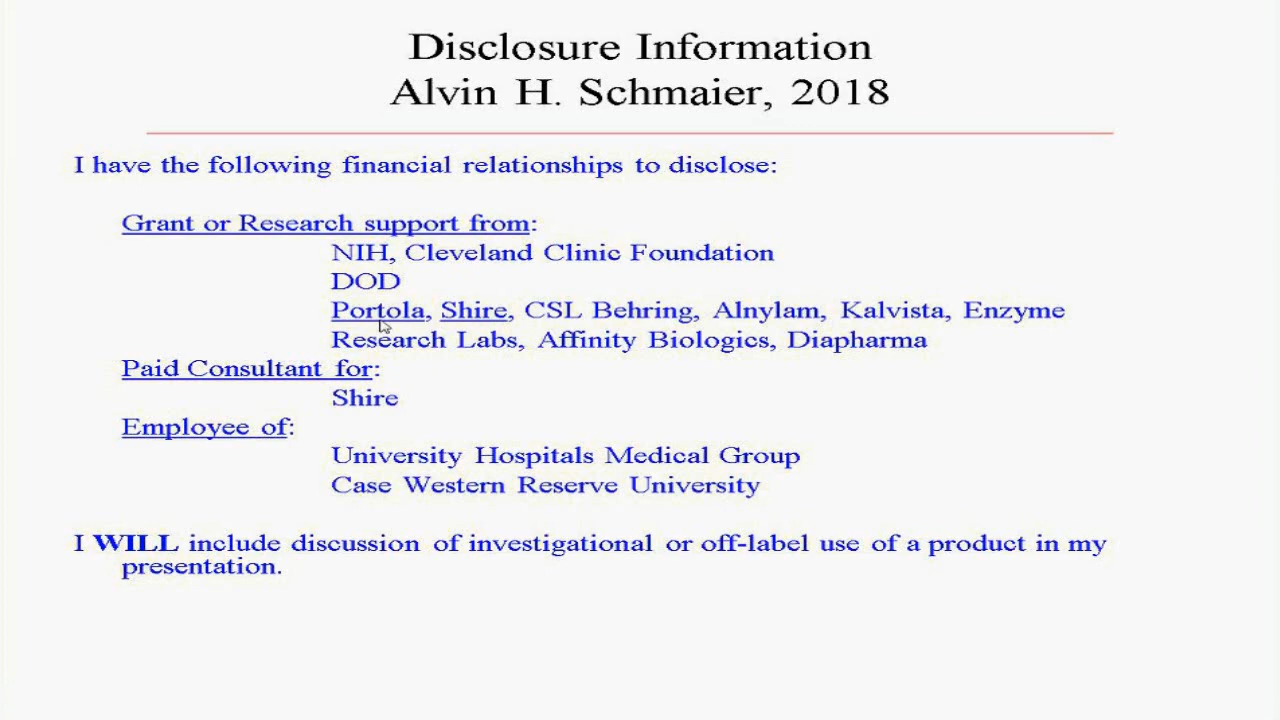 Disclosure Information
Alvin H. Schmaier, 2018
I have the following financial relationships to disclose:
Grant or Research support from:
NIH, Cleveland Clinic Foundation
DOD
Portola, Shire, CSL Behring, Alnylam, Kalvista, Enzyme
Research Labs, Affinity Biologics, Diapharma
Paid Consultant for:
Shire
Employee of:
University Hospitals Medical Group
Case Western Reserve University
I WILL include discussion of investigational or off-label use of a product in my
presentation.